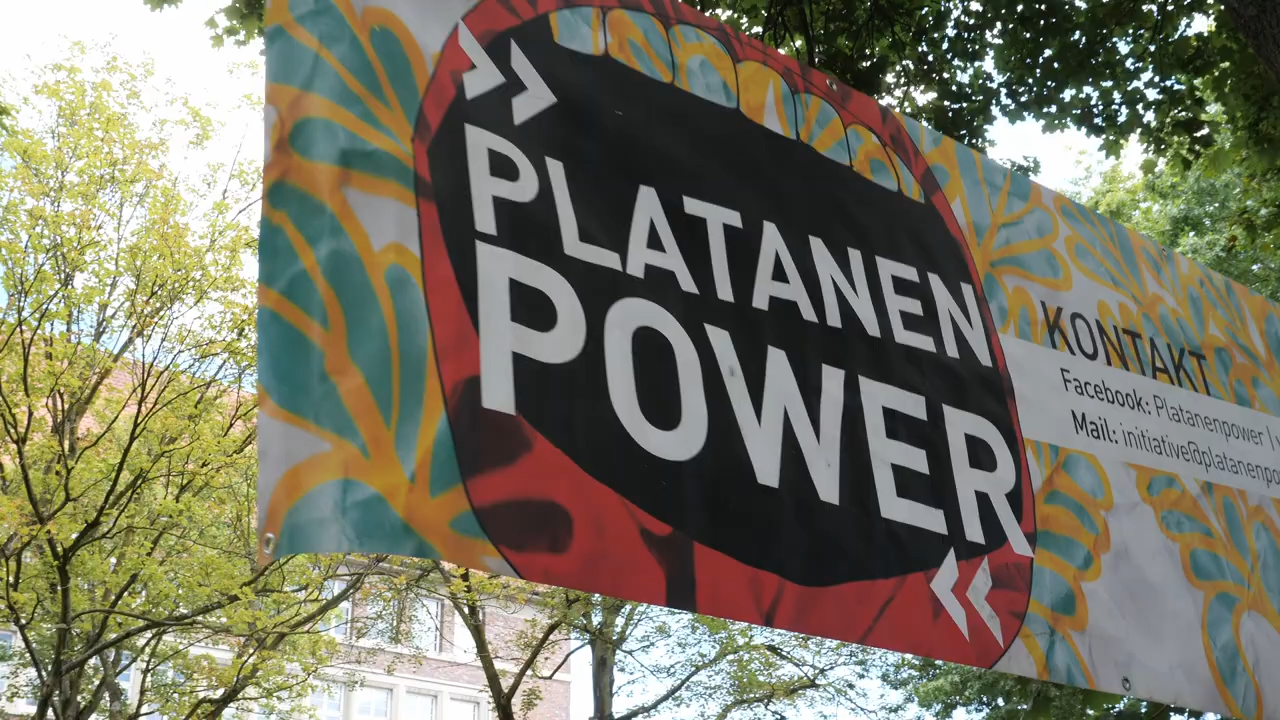 »
PLATANEN
POWER
«
KONTAKT
Facebook: Platanenpower |
Mail: initiative@platanenpo